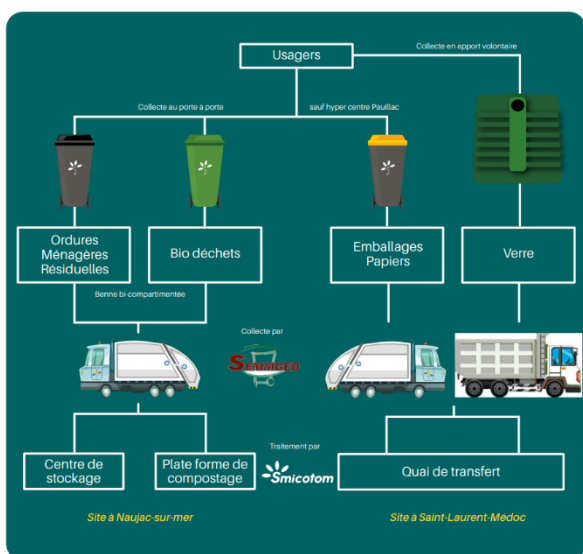 Collecte en apport volontaire
Usagers
Collecte au porte à porte
sauf hyper centre Pauillac
Ordures
Ménagères
Résiduelles
Bio déchets
Emballages
Papiers
Verre
Benne bi-compartimentée
Collecte par
SEMMGED
Traitement par
Smicotom
Centre de
stockage
Plate forme de
compostage
Quai de transfert
Site à Naujac-sur-mer
Site à Saint-Laurent-Médoc